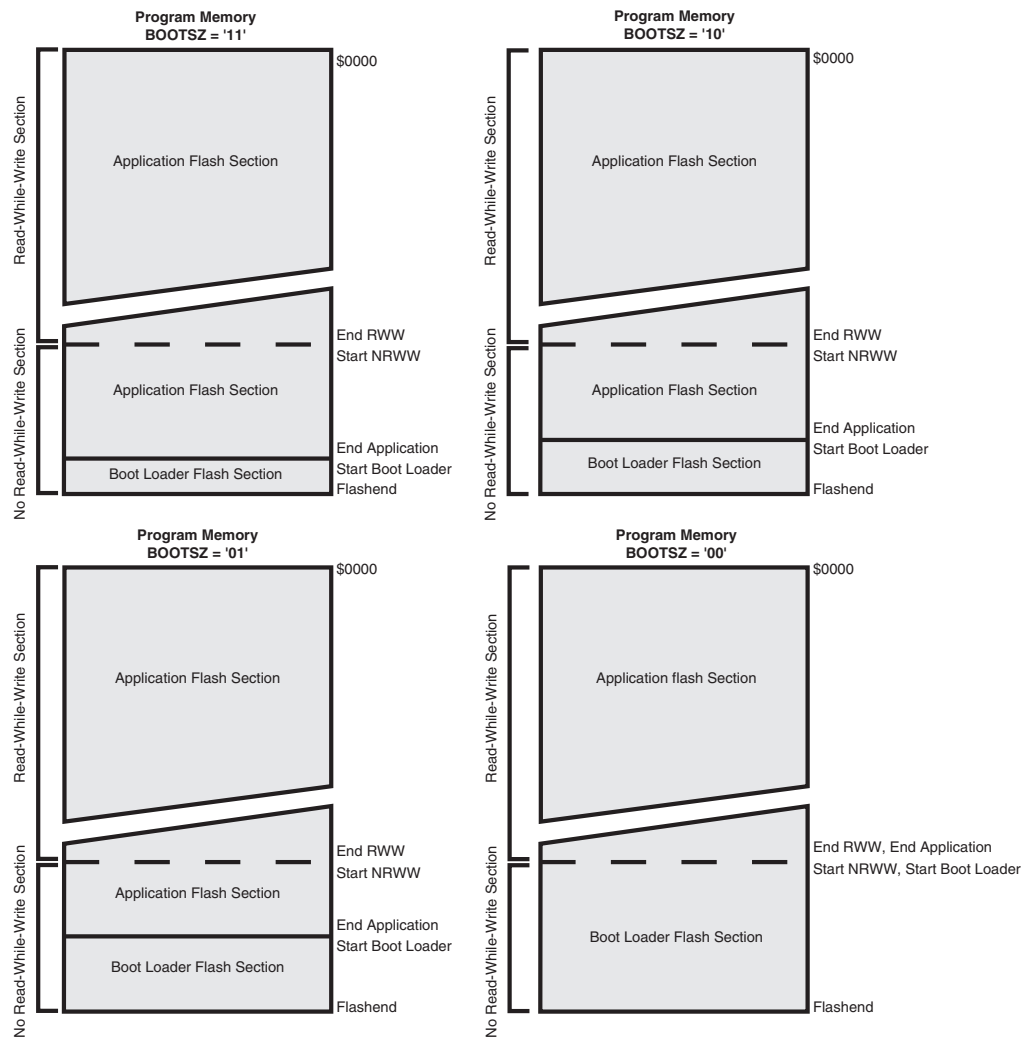 Program Memory
BOOTSZ = '11'
$0000
Read-While-Write Section
Application Flash Section
End RWW
Start NRWW
No Read-While-Write Section
Application Flash Section
End Application
Start Boot Loader
Boot Loader Flash Section
Flashend
Program Memory
BOOTSZ = '10'
$0000
Read-While-Write Section
Application Flash Section
End RWW
Start NRWW
No Read-While-Write Section
Application Flash Section
End Application
Start Boot Loader
Boot Loader Flash Section
Flashend
Program Memory
BOOTSZ = '01'
$0000
Read-While-Write Section
Application Flash Section
End RWW
Start NRWW
No Read-While-Write Section
Application Flash Section
End Application
Start Boot Loader
Boot Loader Flash Section
Flashend
Program Memory
BOOTSZ = '00'
$0000
Read-While-Write Section
Application flash Section
End RWW, End Application
Start NRWW, Start Boot Loader
No Read-While-Write Section
Boot Loader Flash Section
Flashend